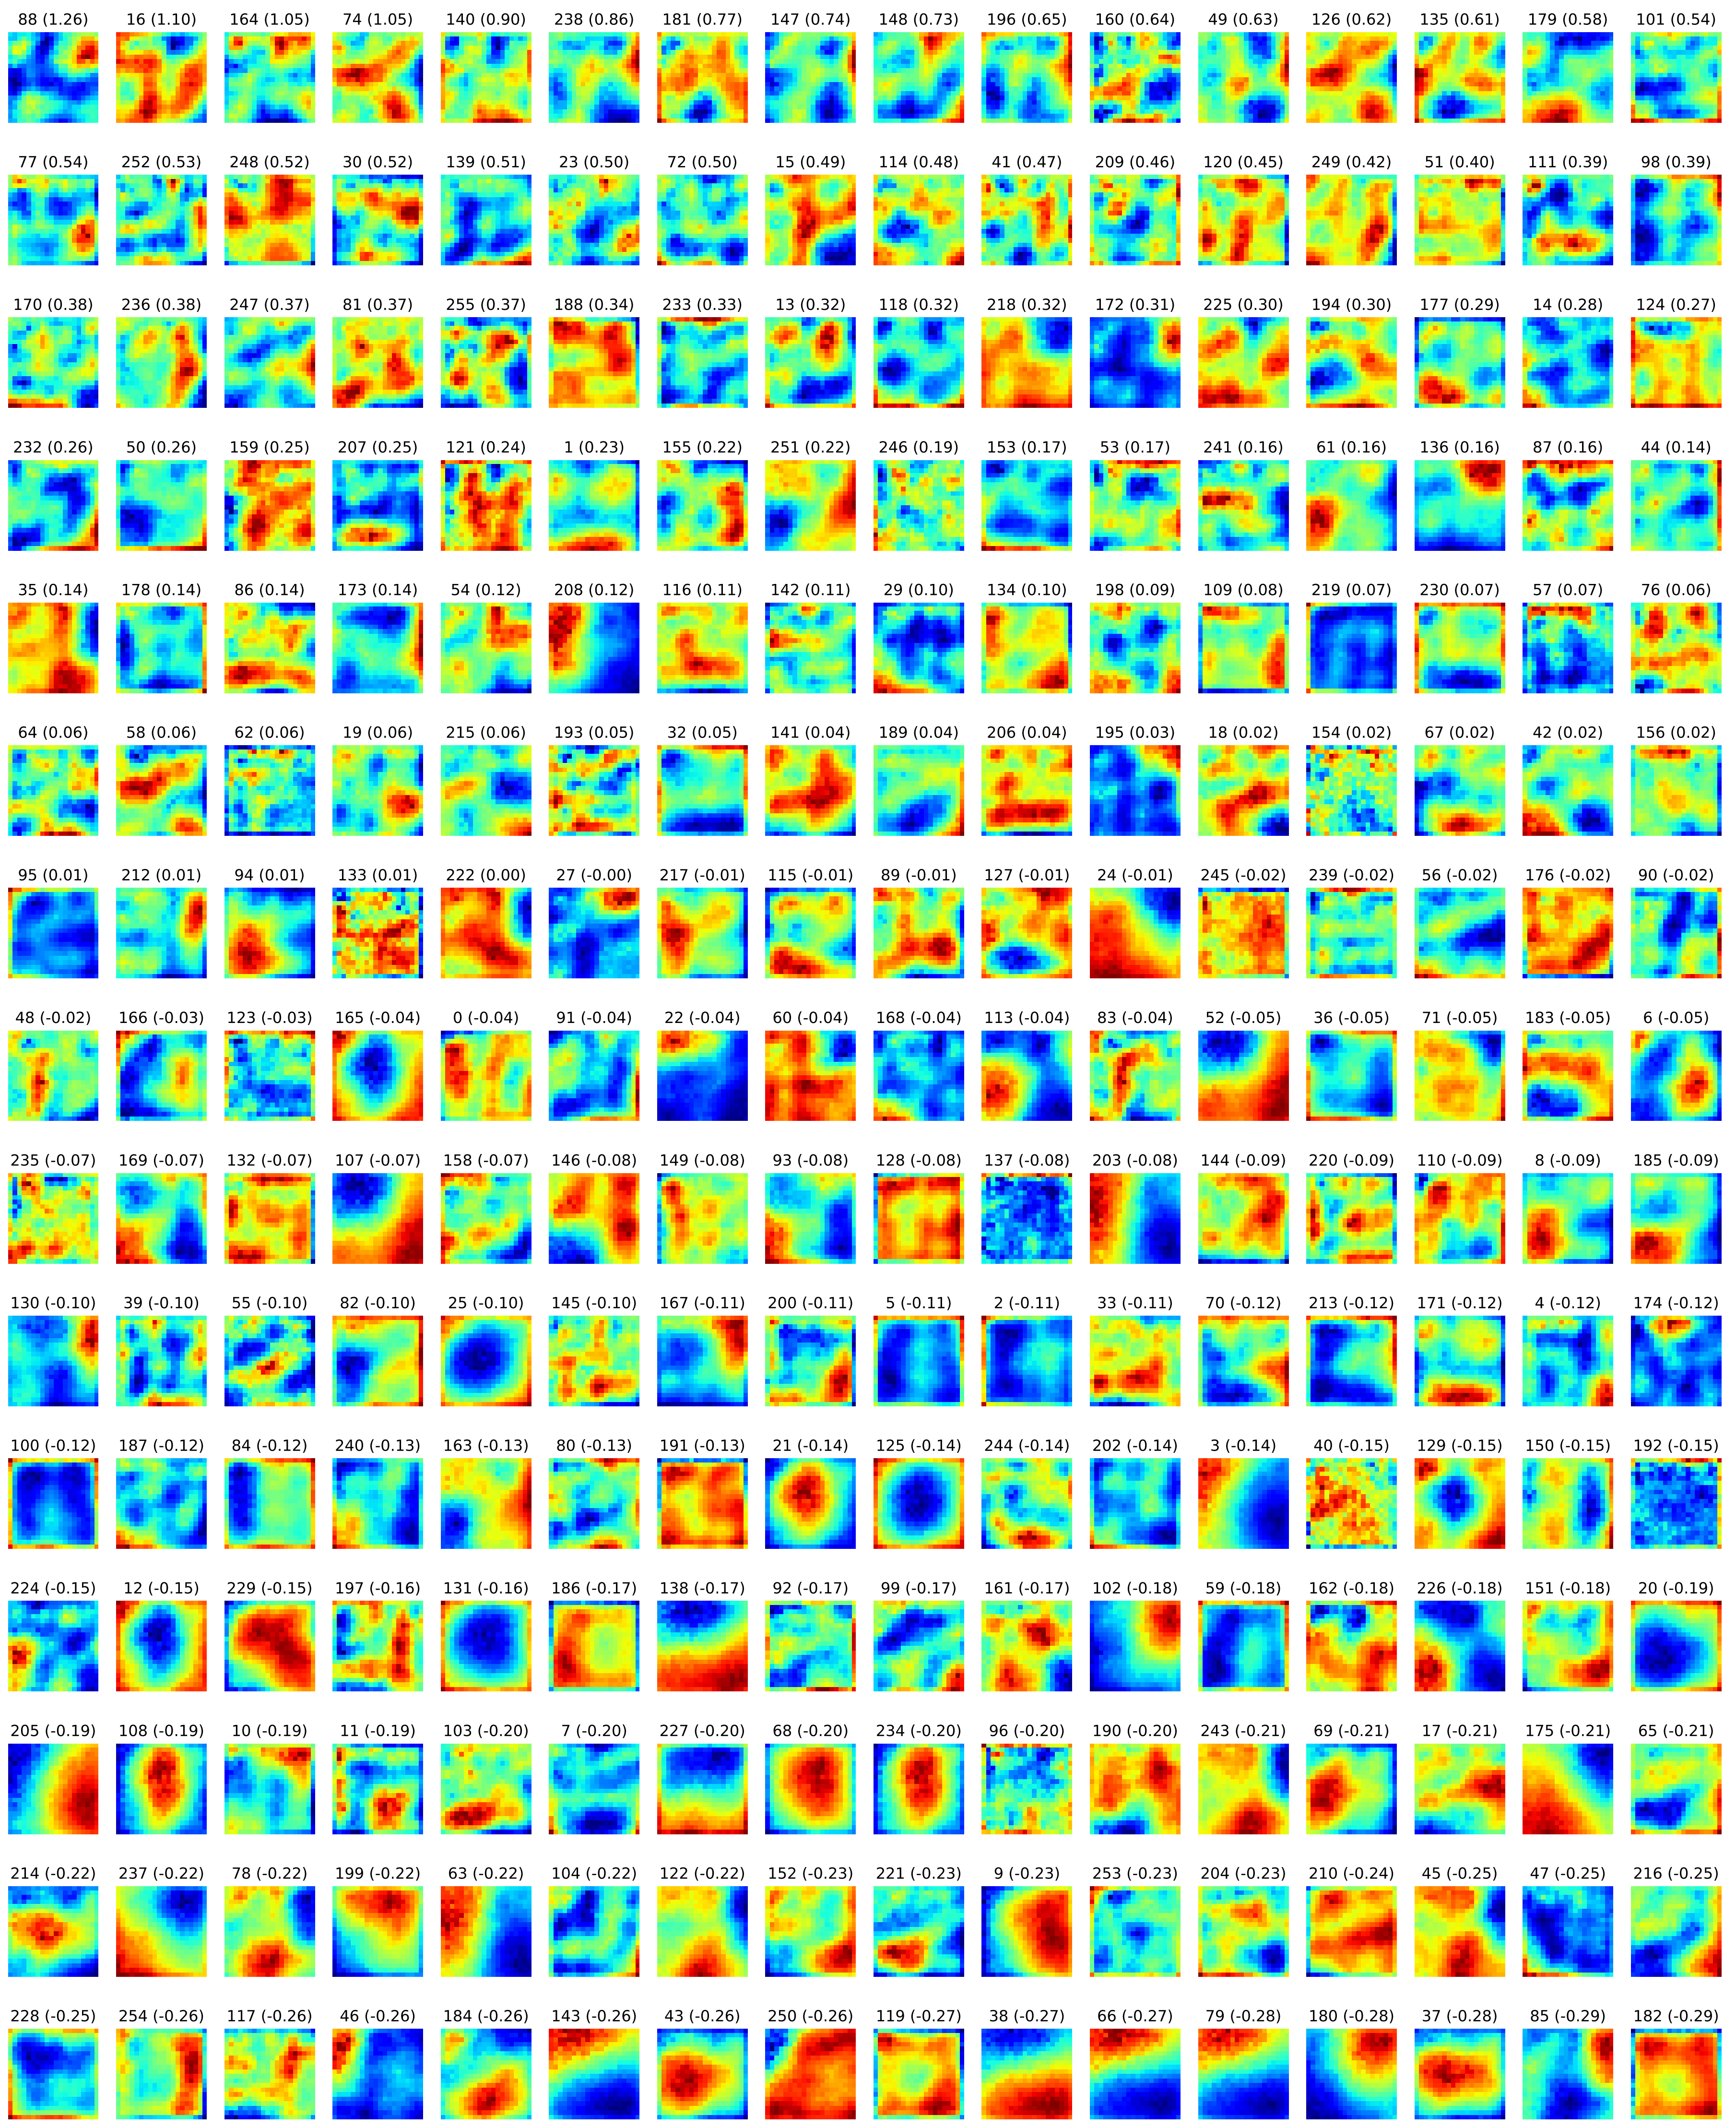 88 (1.26) 16 (1.10) 164 (1.05) 74 (1.05) 140 (0.90) 238 (0.86) 181 (0.77) 147 (0.74) 148 (0.73) 196 (0.65) 160 (0.64) 49 (0.63) 126 (0.62) 135 (0.61) 179 (0.58) 101 (0.54)
77 (0.54) 252 (0.53) 248 (0.52) 30 (0.52) 139 (0.51) 23 (0.50) 72 (0.50) 15 (0.49) 114 (0.48) 41 (0.47) 209 (0.46) 120 (0.45) 249 (0.42) 51 (0.40) 111 (0.39) 98 (0.39)
170 (0.38) 236 (0.38) 247 (0.37) 81 (0.37) 255 (0.37) 188 (0.34) 233 (0.33) 13 (0.32) 118 (0.32) 218 (0.32) 172 (0.31) 225 (0.30) 194 (0.30) 177 (0.29) 14 (0.28) 124 (0.27)
232 (0.26) 50 (0.26) 159 (0.25) 207 (0.25) 121 (0.24) 1 (0.23) 155 (0.22) 251 (0.22) 246 (0.19) 153 (0.17) 53 (0.17) 241 (0.16) 61 (0.16) 136 (0.16) 87 (0.16) 44 (0.14)
35 (0.14) 178 (0.14) 86 (0.14) 173 (0.14) 54 (0.12) 208 (0.12) 116 (0.11) 142 (0.11) 29 (0.10) 134 (0.10) 198 (0.09) 109 (0.08) 219 (0.07) 230 (0.07) 57 (0.07) 76 (0.06)
64 (0.06) 58 (0.06) 62 (0.06) 19 (0.06) 215 (0.06) 193 (0.05) 32 (0.05) 141 (0.04) 189 (0.04) 206 (0.04) 195 (0.03) 18 (0.02) 154 (0.02) 67 (0.02) 42 (0.02) 156 (0.02)
95 (0.01) 212 (0.01) 94 (0.01) 133 (0.01) 222 (0.00) 27 (-0.00) 217 (-0.01) 115 (-0.01) 89 (-0.01) 127 (-0.01) 24 (-0.01) 245 (-0.02) 239 (-0.02) 56 (-0.02) 176 (-0.02) 90 (-0.02)
48 (-0.02) 166 (-0.03) 123 (-0.03) 165 (-0.04) 0 (-0.04) 91 (-0.04) 22 (-0.04) 60 (-0.04) 168 (-0.04) 113 (-0.04) 83 (-0.04) 52 (-0.05) 36 (-0.05) 71 (-0.05) 183 (-0.05) 6 (-0.05)
235 (-0.07) 169 (-0.07) 132 (-0.07) 107 (-0.07) 158 (-0.07) 146 (-0.08) 149 (-0.08) 93 (-0.08) 128 (-0.08) 137 (-0.08) 203 (-0.08) 144 (-0.09) 220 (-0.09) 110 (-0.09) 8 (-0.09) 185 (-0.09)
130 (-0.10) 39 (-0.10) 55 (-0.10) 82 (-0.10) 25 (-0.10) 145 (-0.10) 167 (-0.11) 200 (-0.11) 5 (-0.11) 2 (-0.11) 33 (-0.11) 70 (-0.12) 213 (-0.12) 171 (-0.12) 4 (-0.12) 174 (-0.12)
100 (-0.12) 187 (-0.12) 84 (-0.12) 240 (-0.13) 163 (-0.13) 80 (-0.13) 191 (-0.13) 21 (-0.14) 125 (-0.14) 244 (-0.14) 202 (-0.14) 3 (-0.14) 40 (-0.15) 129 (-0.15) 150 (-0.15) 192 (-0.15)
224 (-0.15) 12 (-0.15) 229 (-0.15) 197 (-0.16) 131 (-0.16) 186 (-0.17) 138 (-0.17) 92 (-0.17) 99 (-0.17) 161 (-0.17) 102 (-0.18) 59 (-0.18) 162 (-0.18) 226 (-0.18) 151 (-0.18) 20 (-0.19)
205 (-0.19) 108 (-0.19) 10 (-0.19) 11 (-0.19) 103 (-0.20) 7 (-0.20) 227 (-0.20) 68 (-0.20) 234 (-0.20) 96 (-0.20) 190 (-0.20) 243 (-0.21) 69 (-0.21) 17 (-0.21) 175 (-0.21) 65 (-0.21)
214 (-0.22) 237 (-0.22) 78 (-0.22) 199 (-0.22) 63 (-0.22) 104 (-0.22) 122 (-0.22) 152 (-0.23) 221 (-0.23) 9 (-0.23) 253 (-0.23) 204 (-0.23) 210 (-0.24) 45 (-0.25) 47 (-0.25) 216 (-0.25)
228 (-0.25) 254 (-0.26) 117 (-0.26) 46 (-0.26) 184 (-0.26) 143 (-0.26) 43 (-0.26) 250 (-0.26) 119 (-0.27) 38 (-0.27) 66 (-0.27) 79 (-0.28) 180 (-0.28) 37 (-0.28) 85 (-0.29) 182 (-0.29)